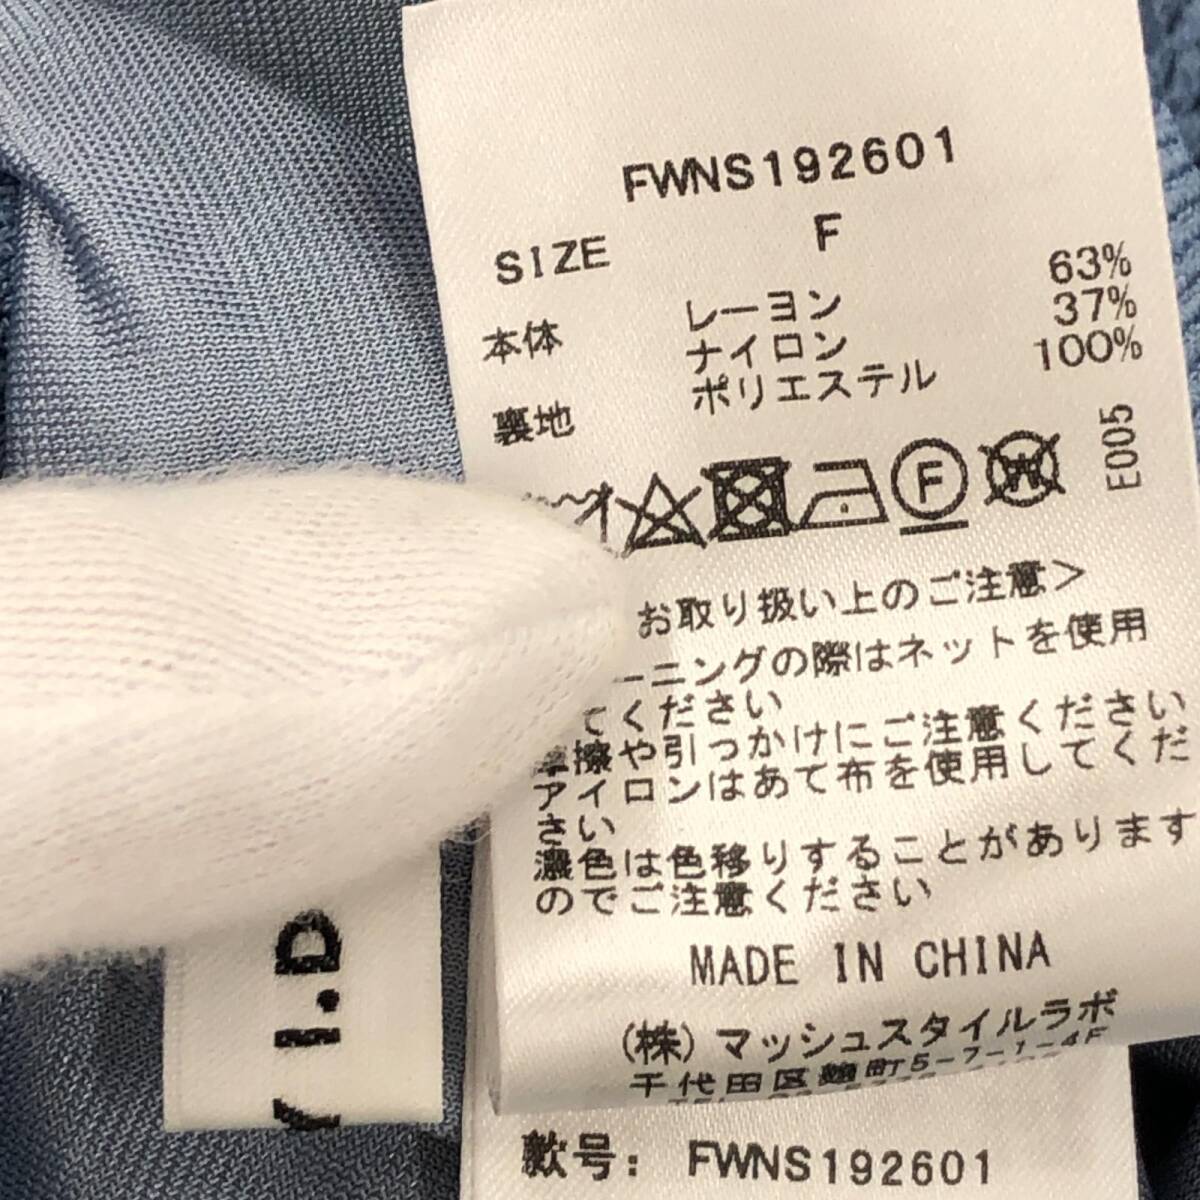 FWNS192601
SIZE F
本体 レーヨン 63%
ナイロン 37%
裏地 ポリエステル 100%
E005
F
W
お取り扱い上のご注意>
ーニングの際はネットを使用
てください
擦や引っかけにご注意ください
アイロンはあて布を使用してくだ
さい
濃色は色移りすることがあります
のでご注意ください
MADE IN CHINA
(株)マッシュスタイルラボ
千代田区麹町5-7-1-4F
款号: FWNS192601
Y I.D